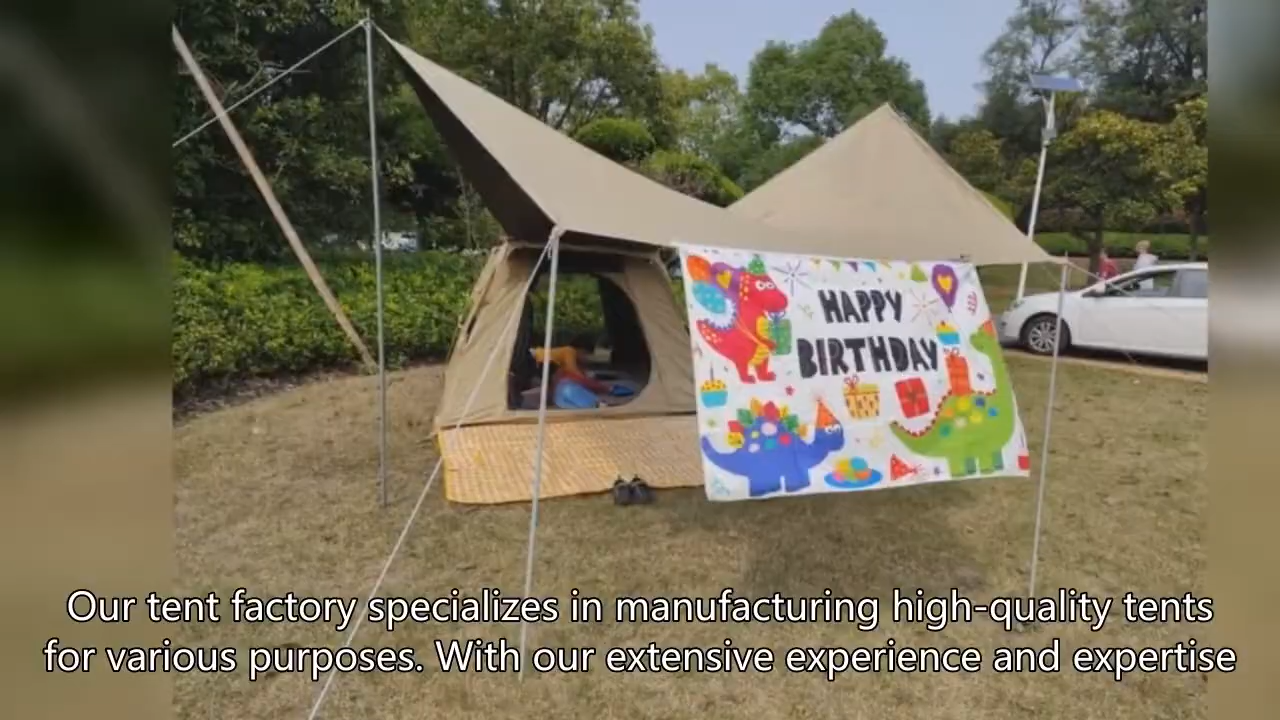 HAPPY
BIRTHDAY
Our tent factory specializes in manufacturing high-quality tents
for various purposes. With our extensive experience and expertise